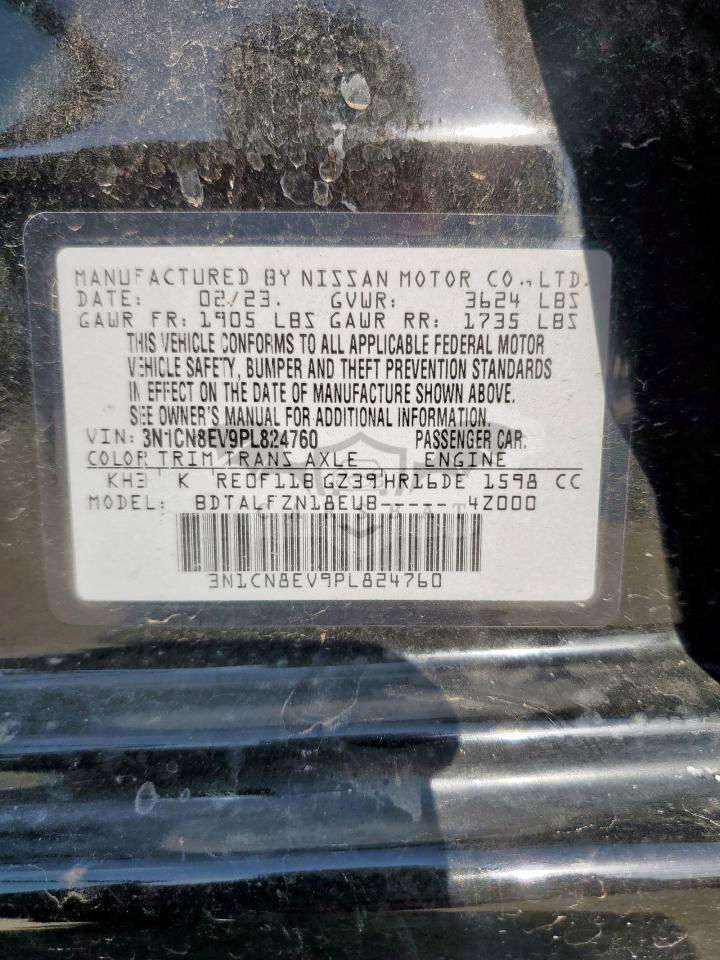 MANUFACTURED BY NISSAN MOTOR CO., LTD.
DATE: 02/23. GVWR: 3624 LBS
GAWR FR: 1905 LBS GAWR RR: 1735 LBS
THIS VEHICLE CONFORMS TO ALL APPLICABLE FEDERAL MOTOR
VEHICLE SAFETY, BUMPER AND THEFT PREVENTION STANDARDS
IN EFFECT ON THE DATE OF MANUFACTURE SHOWN ABOVE.
SEE OWNER'S MANUAL FOR ADDITIONAL INFORMATION.
VIN: 3N1CN8EV9PL824760 PASSENGER CAR.
COLOR TRIM TRANS AXLE ENGINE
KH3 K RE0F11B GZ39 HR16DE 1598 CC
MODEL: BDTALFZN18EUB-----4Z000
3N1CN8EV9PL824760